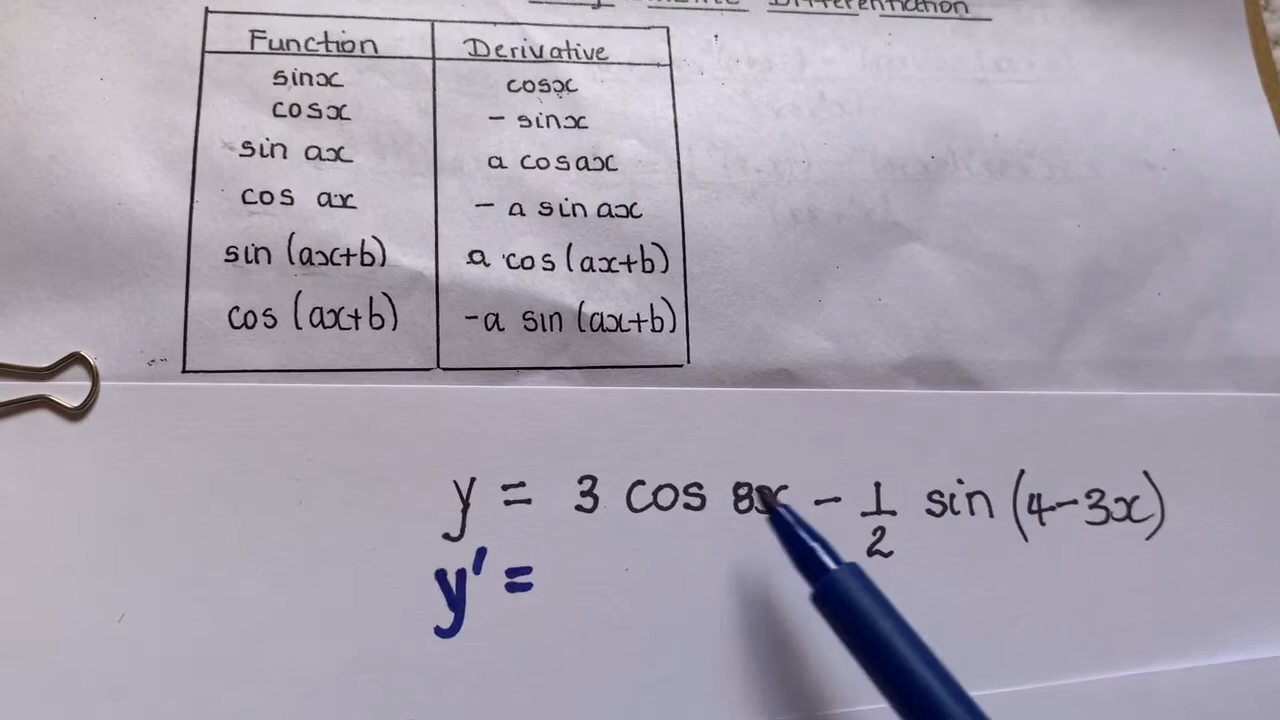 Differentiation
Function Derivative
sinx cosx
cosx - sinx
sin ax a cosax
cos ax - a sin ax
sin (ax+b) a cos(ax+b)
cos (ax+b) -a sin (ax+b)
y = 3 cos 8x - 1/2 sin (4-3x)
y' =